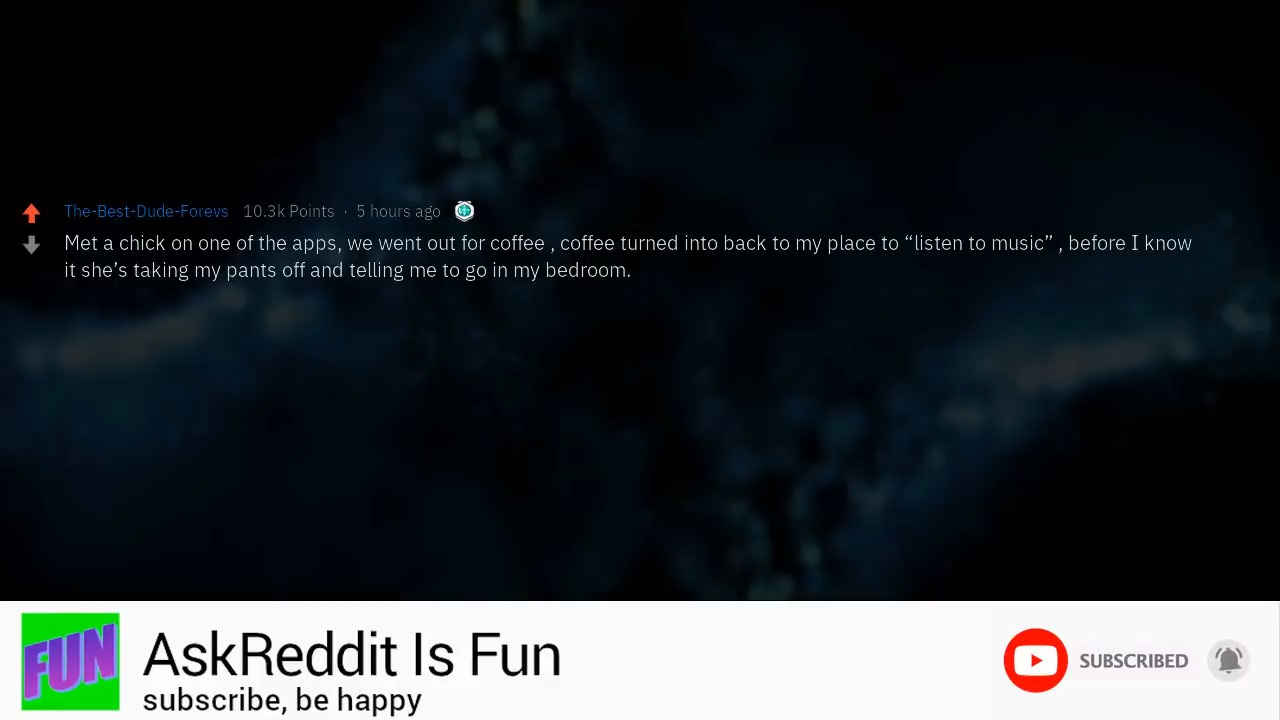 The-Best-Dude-Forevs 10.3k Points · 5 hours ago
Met a chick on one of the apps, we went out for coffee , coffee turned into back to my place to “listen to music” , before I know
it she’s taking my pants off and telling me to go in my bedroom.
FUN
AskReddit Is Fun
subscribe, be happy
SUBSCRIBED